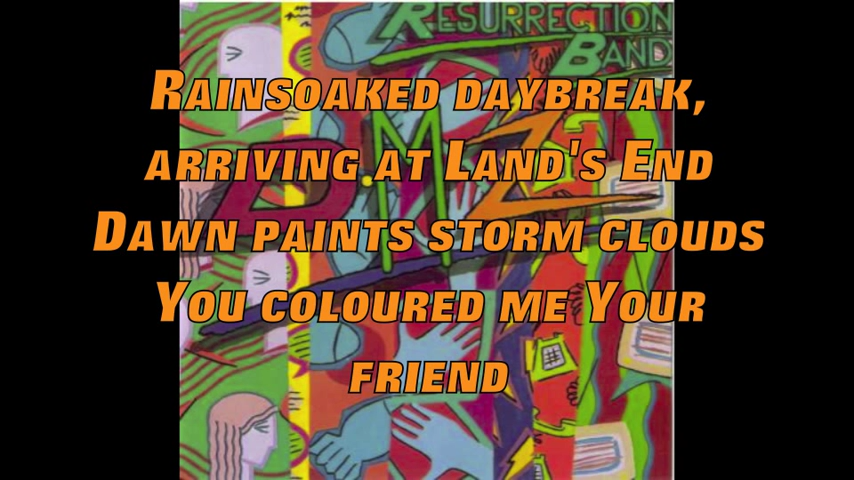 Resurrection
Band
D.M.Z
Rainsoaked daybreak,
arriving at Land's End
Dawn paints storm clouds
You coloured me Your
friend